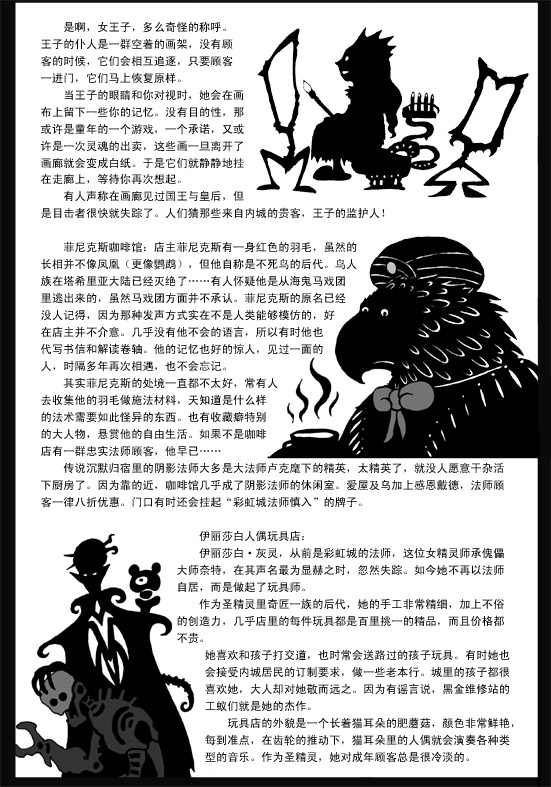 是啊，女王子，多么奇怪的称呼。
王子的仆人是一群空着的画架，没有顾
客的时候，它们会相互追逐，只要顾客
一进门，它们马上恢复原样。
当王子的眼睛和你对视时，她会在画
布上留下一些你的记忆。没有目的性，那
或许是童年的一个游戏，一个承诺，又或
许是一次灵魂的出卖，这些画一旦离开了
画廊就会变成白纸。于是它们就静静地挂
在走廊上，等待你再次想起。
有人声称在画廊见过国王与皇后，但
是目击者很快就失踪了。人们猜那些来自内城的贵客，王子的监护人！
菲尼克斯咖啡馆：店主菲尼克斯有一身红色的羽毛，虽然的
长相并不像凤凰（更像鹦鹉），但他自称是不死鸟的后代。鸟人
族在塔希里亚大陆已经灭绝了……有人怀疑他是从海鬼马戏团
里逃出来的，虽然马戏团方面并不承认。菲尼克斯的原名已经
没人记得，因为那种发声方式实在不是人类能够模仿的，好
在店主并不介意。几乎没有他不会的语言，所以有时他也
代写书信和解读卷轴。他的记忆也好的惊人，见过一面的
人，时隔多年再次相遇，也不会忘记。
其实菲尼克斯的处境一直都不太好，常有人
去收集他的羽毛做施法材料，天知道是什么样
的法术需要如此怪异的东西。也有收藏癖特别
的大人物，悬赏他的自由生活。如果不是咖啡
店有一群忠实法师顾客，他早已……
传说沉默归宿里的阴影法师大多是大法师卢克麾下的精英，太精英了，就没人愿意干杂活
下厨房了。因为靠的近，咖啡馆几乎成了阴影法师的休闲室。爱屋及乌加上感恩戴德，法师顾
客一律八折优惠。门口有时还会挂起“彩虹城法师慎入”的牌子。
伊丽莎白人偶玩具店：
伊丽莎白·灰灵，从前是彩虹城的法师，这位女精灵师承傀儡
大师奈特，在其声名最为显赫之时，忽然失踪。如今她不再以法师
自居，而是做起了玩具师。
作为圣精灵里奇匠一族的后代，她的手工非常精细，加上不俗
的创造力，几乎店里的每件玩具都是百里挑一的精品，而且价格都
不贵。
她喜欢和孩子打交道，也时常会送路过的孩子玩具。有时她也
会接受内城居民的订制要求，做一些老本行。城里的孩子都很
喜欢她，大人却对她敬而远之。因为有谣言说，黑金维修站的
工蚁们就是她的杰作。
玩具店的外貌是一个长着猫耳朵的肥蘑菇，颜色非常鲜艳，
每到准点，在齿轮的推动下，猫耳朵里的人偶就会演奏各种类
型的音乐。作为圣精灵，她对成年顾客总是很冷淡的。